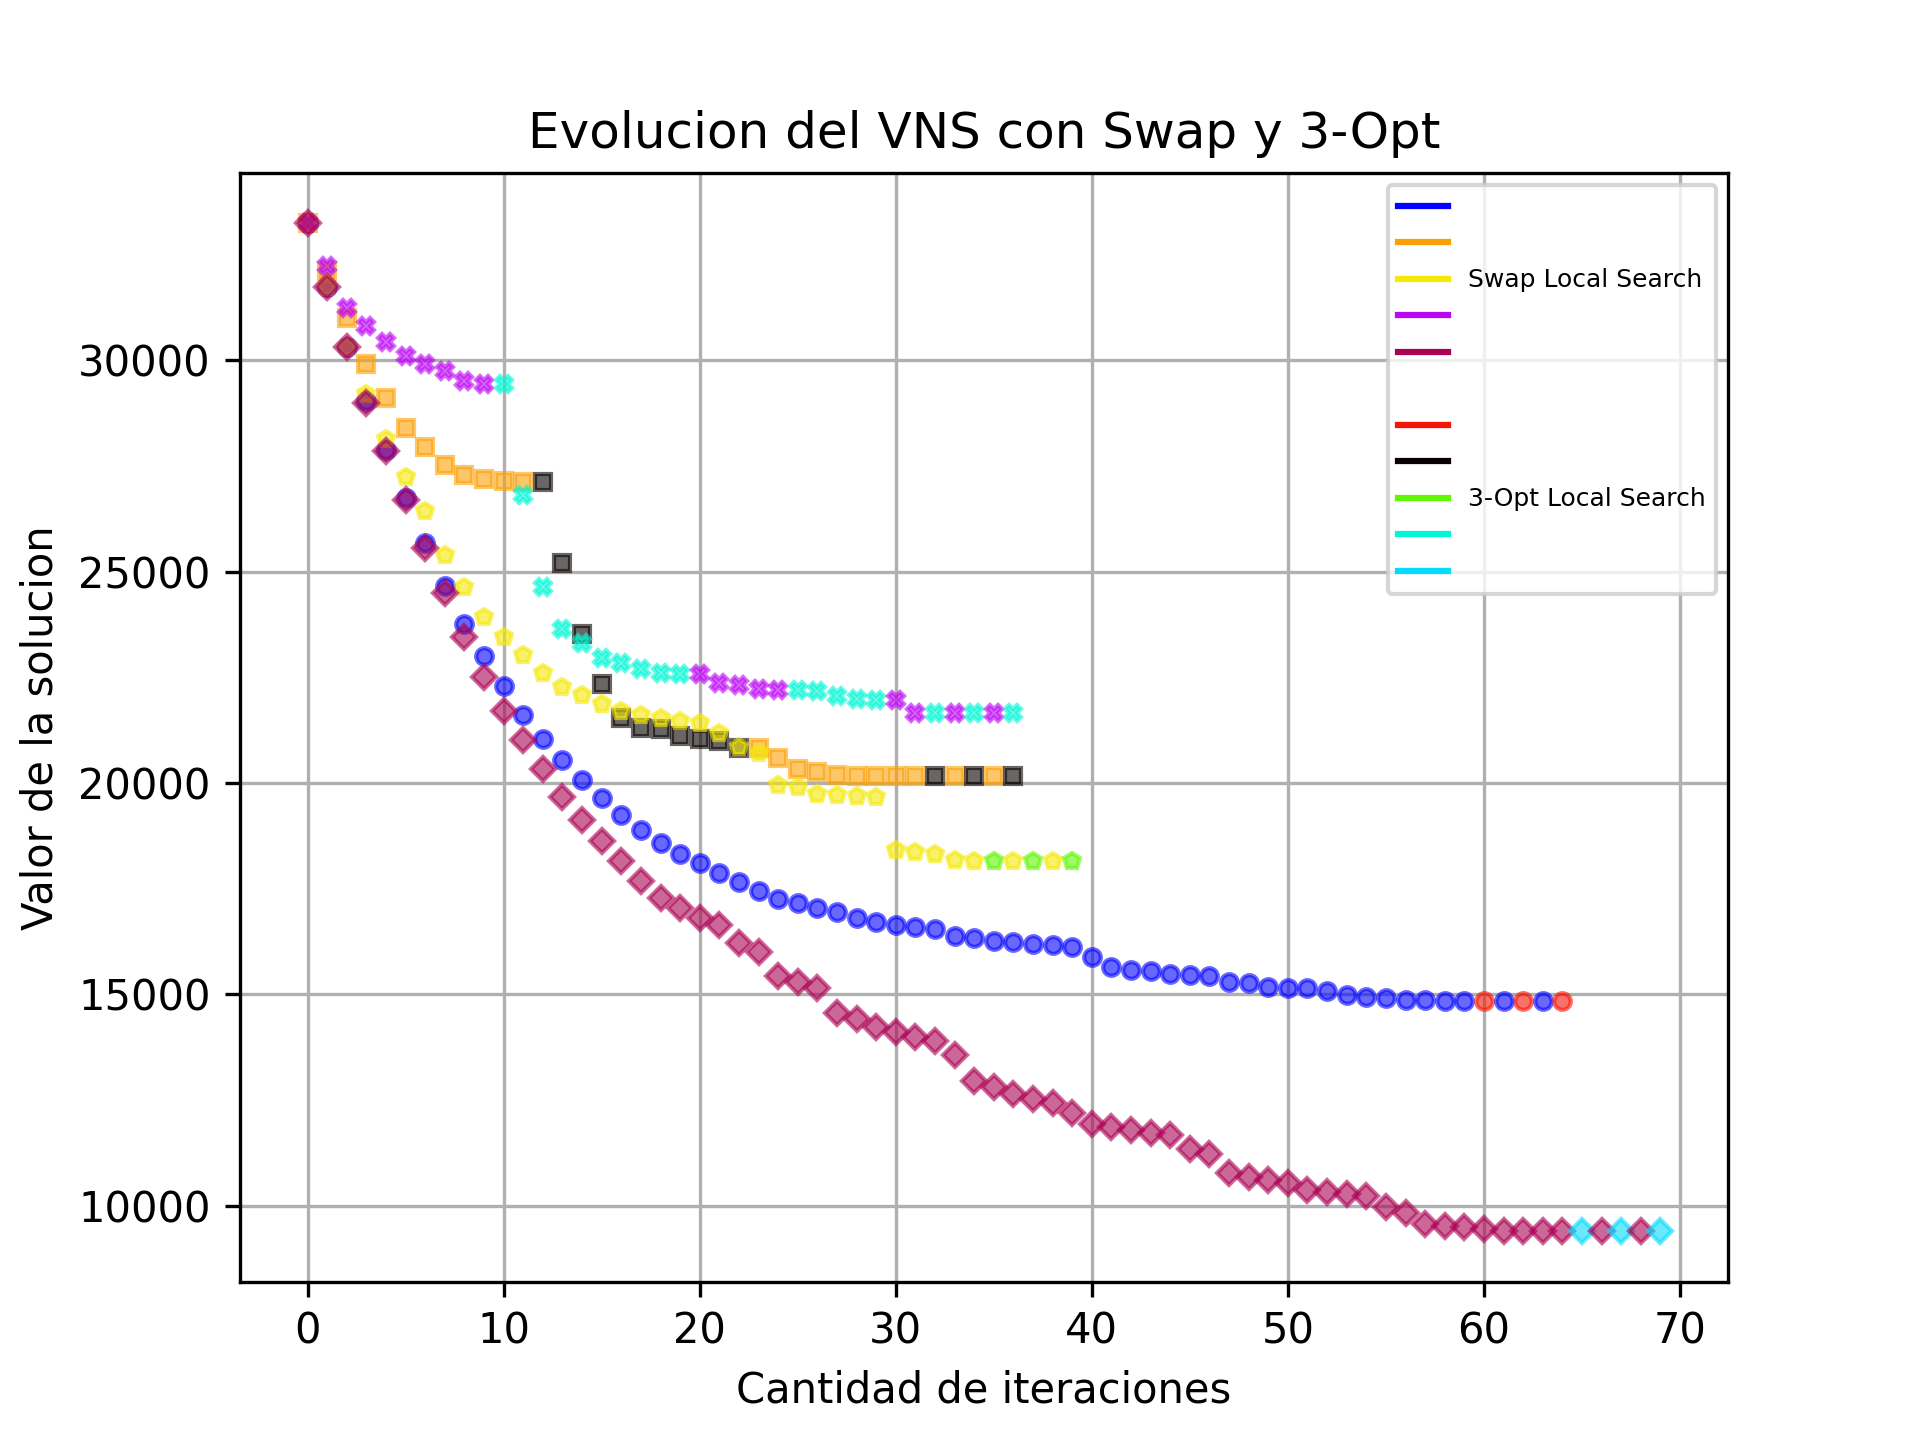 Evolucion del VNS con Swap y 3-Opt
Swap Local Search
3-Opt Local Search
Valor de la solucion
30000
25000
20000
15000
10000
0 10 20 30 40 50 60 70
Cantidad de iteraciones